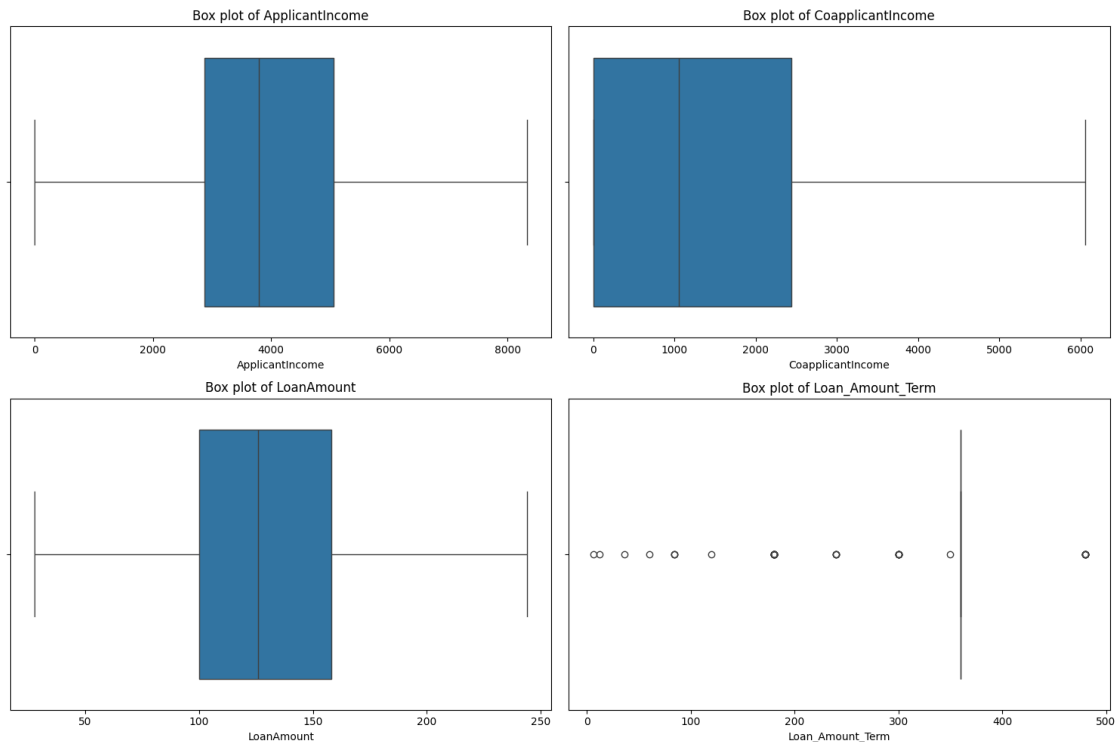 Box plot of ApplicantIncome
0 2000 4000 6000 8000
ApplicantIncome
Box plot of CoapplicantIncome
0 1000 2000 3000 4000 5000 6000
CoapplicantIncome
Box plot of LoanAmount
50 100 150 200 250
LoanAmount
Box plot of Loan_Amount_Term
0 100 200 300 400 500
Loan_Amount_Term